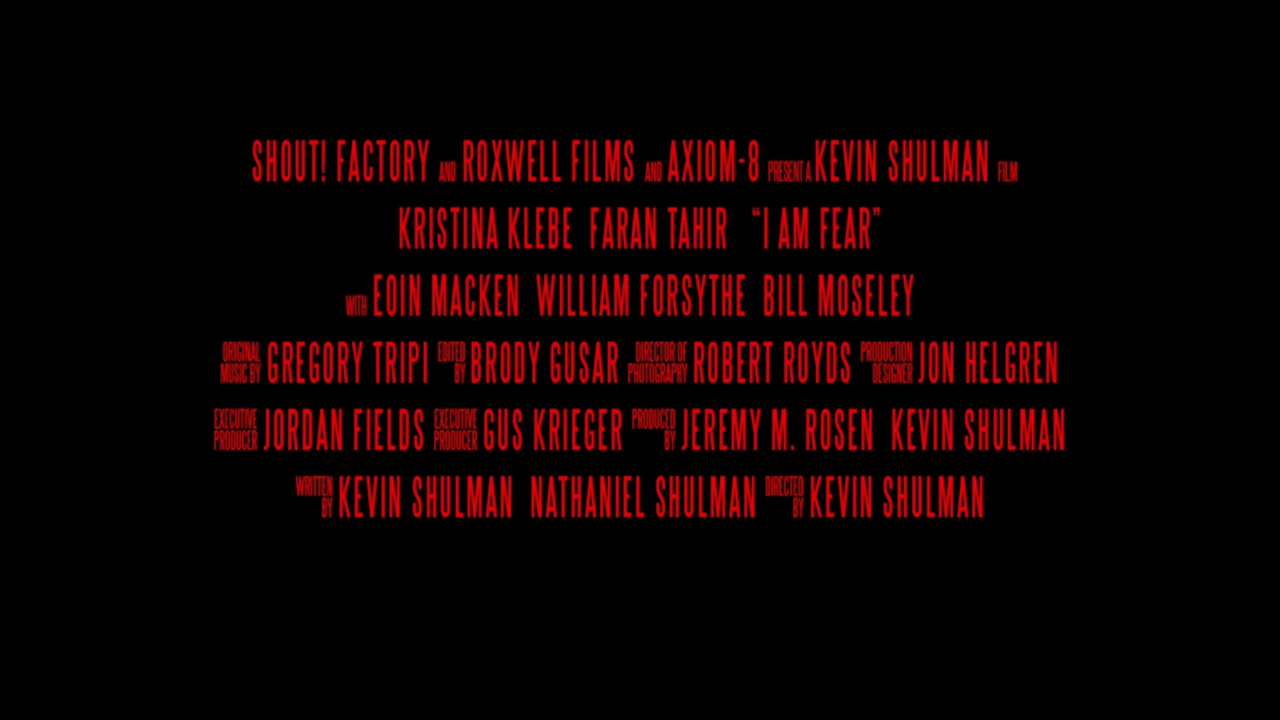 SHOUT! FACTORY AND ROXWELL FILMS AND AXIOM-8 PRESENT A KEVIN SHULMAN FILM
KRISTINA KLEBE FARAN TAHIR “I AM FEAR”
WITH EOIN MACKEN WILLIAM FORSYTHE BILL MOSELEY
ORIGINAL MUSIC BY GREGORY TRIPI EDITED BY BRODY GUSAR DIRECTOR OF PHOTOGRAPHY ROBERT ROYDS PRODUCTION DESIGNER JON HELGREN
EXECUTIVE PRODUCER JORDAN FIELDS EXECUTIVE PRODUCER GUS KRIEGER PRODUCED BY JEREMY M. ROSEN KEVIN SHULMAN
WRITTEN BY KEVIN SHULMAN NATHANIEL SHULMAN DIRECTED BY KEVIN SHULMAN